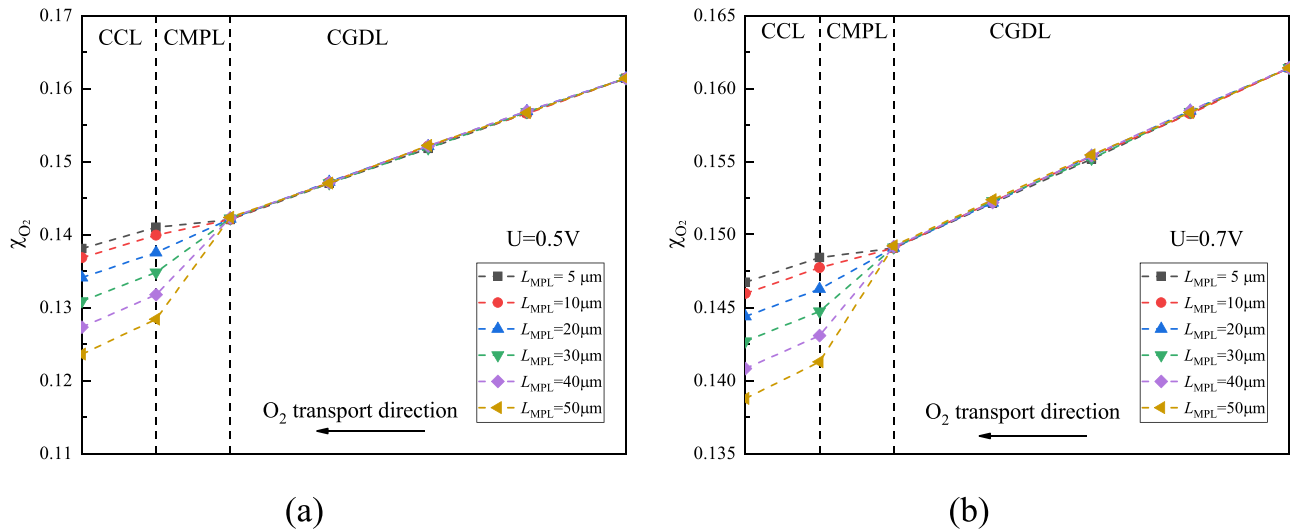 0.17
0.16
0.15
0.14
0.13
0.12
0.11
χO₂
CCL
CMPL
CGDL
U=0.5V
LMPL= 5 μm
LMPL=10μm
LMPL=20μm
LMPL=30μm
LMPL=40μm
LMPL=50μm
O₂ transport direction
(a)
0.165
0.160
0.155
0.150
0.145
0.140
0.135
χO₂
CCL
CMPL
CGDL
U=0.7V
LMPL= 5 μm
LMPL=10μm
LMPL=20μm
LMPL=30μm
LMPL=40μm
LMPL=50μm
O₂ transport direction
(b)